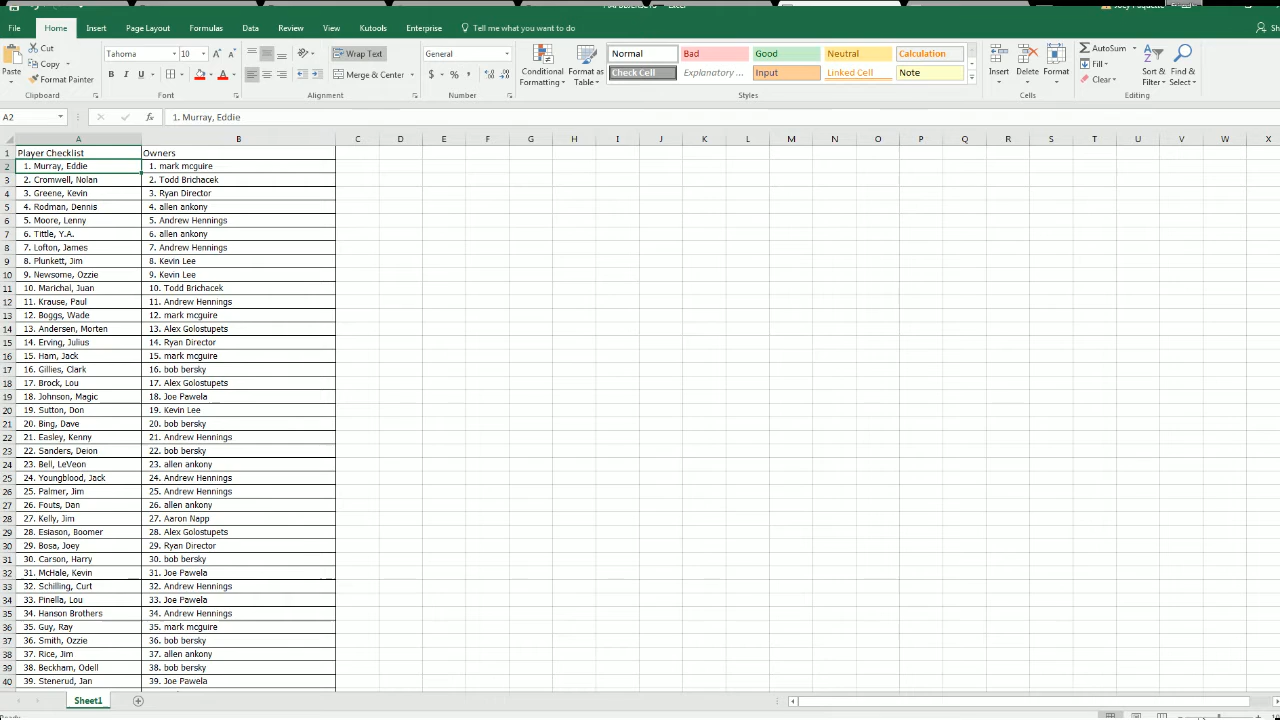 File Home Insert Page Layout Formulas Data Review View Kutools Enterprise Tell me what you want to do
Paste Cut Copy Format Painter Clipboard
Tahoma 10 B I U Font
Wrap Text Merge & Center Alignment
General $ % , Number
Conditional Formatting Format as Table
Normal Bad Good Neutral Calculation
Check Cell Explanatory ... Input Linked Cell Note
Styles
Insert Delete Format Cells
AutoSum Fill Clear Sort & Filter Find & Select Editing
A2 fx 1. Murray, Eddie
A B C D E F G H I J K L M N O P Q R S T U V W X
1 Player Checklist Owners
2 1. Murray, Eddie 1. mark mcguire
3 2. Cromwell, Nolan 2. Todd Brichacek
4 3. Greene, Kevin 3. Ryan Director
5 4. Rodman, Dennis 4. allen ankony
6 5. Moore, Lenny 5. Andrew Hennings
7 6. Tittle, Y.A. 6. allen ankony
8 7. Lofton, James 7. Andrew Hennings
9 8. Plunkett, Jim 8. Kevin Lee
10 9. Newsome, Ozzie 9. Kevin Lee
11 10. Marichal, Juan 10. Todd Brichacek
12 11. Krause, Paul 11. Andrew Hennings
13 12. Boggs, Wade 12. mark mcguire
14 13. Andersen, Morten 13. Alex Golostupets
15 14. Erving, Julius 14. Ryan Director
16 15. Ham, Jack 15. mark mcguire
17 16. Gillies, Clark 16. bob bersky
18 17. Brock, Lou 17. Alex Golostupets
19 18. Johnson, Magic 18. Joe Pawela
20 19. Sutton, Don 19. Kevin Lee
21 20. Bing, Dave 20. bob bersky
22 21. Easley, Kenny 21. Andrew Hennings
23 22. Sanders, Deion 22. bob bersky
24 23. Bell, LeVeon 23. allen ankony
25 24. Youngblood, Jack 24. Andrew Hennings
26 25. Palmer, Jim 25. Andrew Hennings
27 26. Fouts, Dan 26. allen ankony
28 27. Kelly, Jim 27. Aaron Napp
29 28. Esiason, Boomer 28. Alex Golostupets
30 29. Bosa, Joey 29. Ryan Director
31 30. Carson, Harry 30. bob bersky
32 31. McHale, Kevin 31. Joe Pawela
33 32. Schilling, Curt 32. Andrew Hennings
34 33. Pinella, Lou 33. Joe Pawela
35 34. Hanson Brothers 34. Andrew Hennings
36 35. Guy, Ray 35. mark mcguire
37 36. Smith, Ozzie 36. bob bersky
38 37. Rice, Jim 37. allen ankony
39 38. Beckham, Odell 38. bob bersky
40 39. Stenerud, Jan 39. Joe Pawela
Sheet1